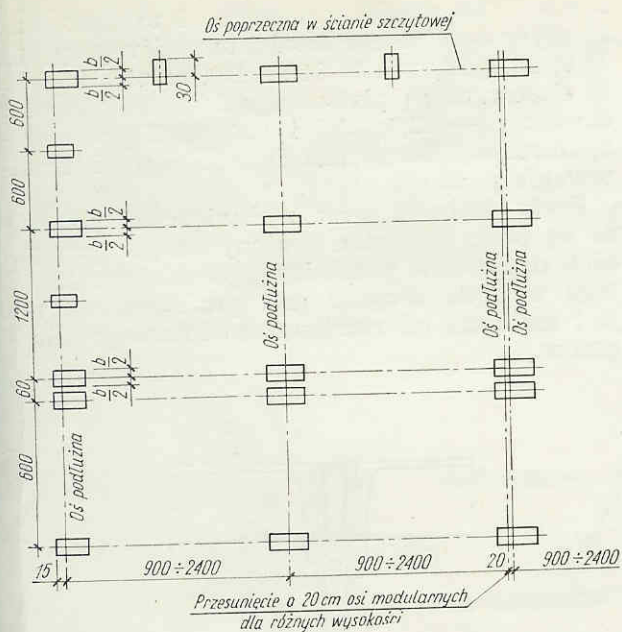 Oś poprzeczna w ścianie szczytowej
b/2
b/2
30
600
600
b/2
b/2
1200
Oś podłużna
Oś podłużna
Oś podłużna
b/2
b/2
60
600
Oś podłużna
15
900÷2400
900÷2400
20
900÷2400
Przesunięcie o 20 cm osi modularnych
dla różnych wysokości